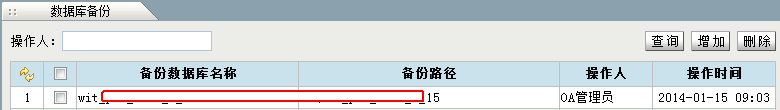 数据库备份
操作人： 查询 增加 删除
备份数据库名称 备份路径 操作人 操作时间
1 wit_ _15 OA管理员 2014-01-15 09:03